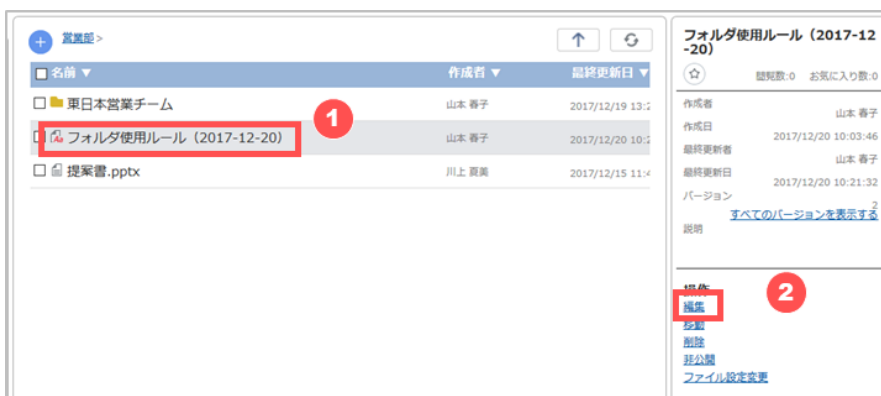 営業部 >
名前 ▼ 作成者 ▼ 最終更新日 ▼
東日本営業チーム 山本 春子 2017/12/19 13:2
フォルダ使用ルール（2017-12-20） 山本 春子 2017/12/20 10:2
提案書.pptx 川上 夏美 2017/12/15 11:4
1
フォルダ使用ルール（2017-12
-20）
閲覧数:0 お気に入り数:0
作成者
山本 春子
作成日
2017/12/20 10:03:46
最終更新者
山本 春子
最終更新日
2017/12/20 10:21:32
バージョン
2
すべてのバージョンを表示する
説明
操作
2
編集
移動
削除
非公開
ファイル設定変更